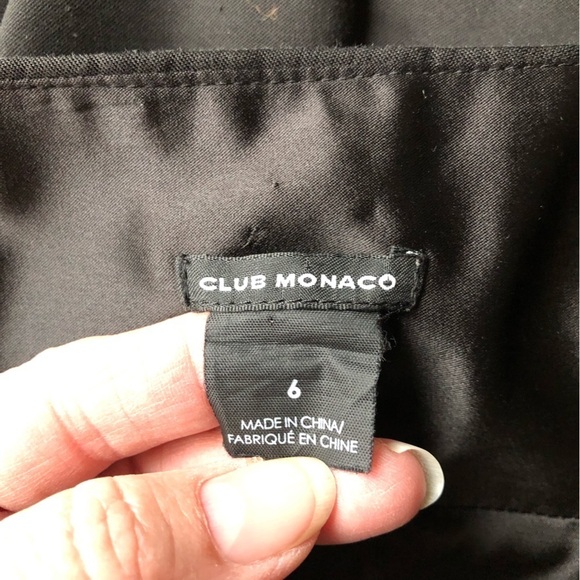 CLUB MONACO
6
MADE IN CHINA/
FABRIQUÉ EN CHINE